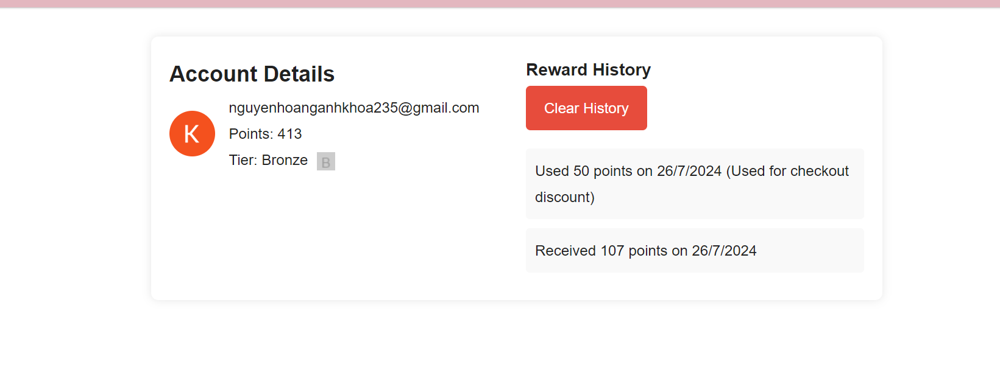 Account Details
K
nguyenhoanganhkhoa235@gmail.com
Points: 413
Tier: Bronze B
Reward History
Clear History
Used 50 points on 26/7/2024 (Used for checkout
discount)
Received 107 points on 26/7/2024